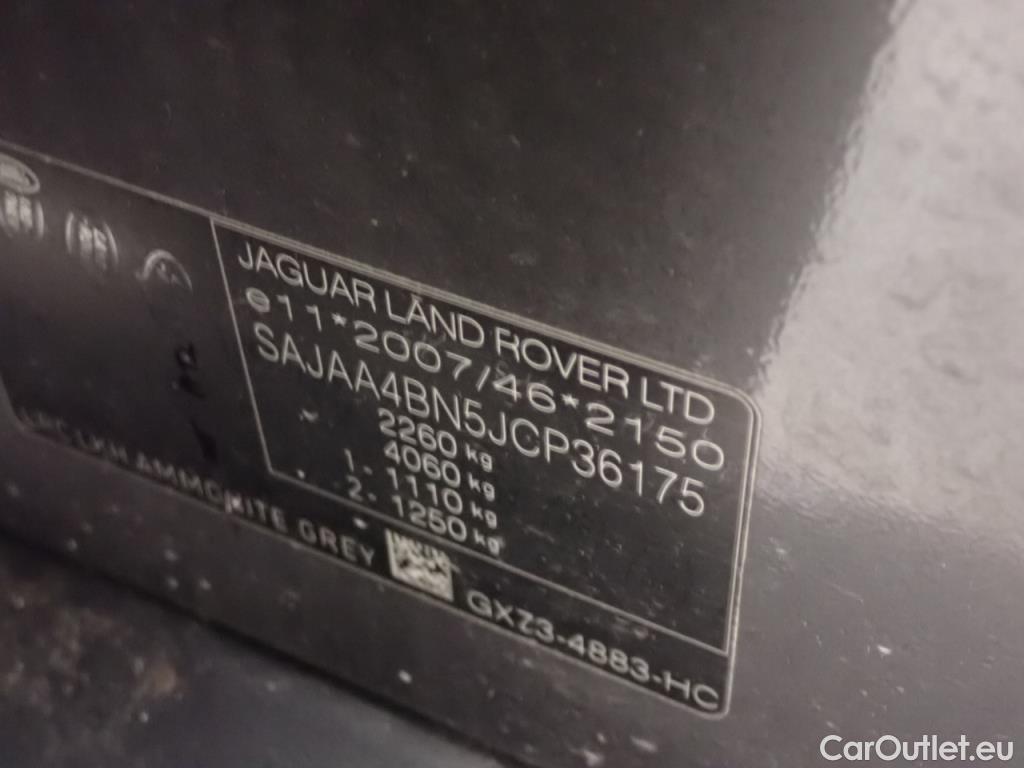 JAGUAR LAND ROVER LTD
e11*2007/46*2150
SAJAA4BN5JCP36175
2260 kg
4060 kg
1- 1110 kg
2- 1250 kg
AMMONITE GREY
GXZ3-4883-HC
CarOutlet.eu